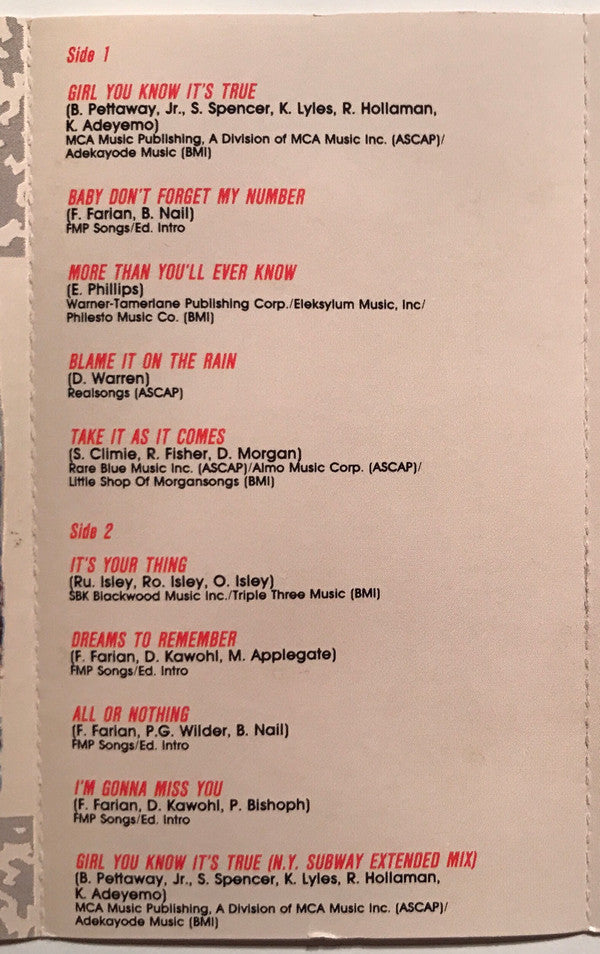 Side 1
GIRL YOU KNOW IT'S TRUE
(B. Pettaway, Jr., S. Spencer, K. Lyles, R. Hollaman,
K. Adeyemo)
MCA Music Publishing, A Division of MCA Music Inc. (ASCAP)/
Adekayode Music (BMI)
BABY DON'T FORGET MY NUMBER
(F. Farian, B. Nail)
FMP Songs/Ed. Intro
MORE THAN YOU'LL EVER KNOW
(E. Phillips)
Warner-Tamerlane Publishing Corp./Eleksylum Music, Inc/
Philesto Music Co. (BMI)
BLAME IT ON THE RAIN
(D. Warren)
Realsongs (ASCAP)
TAKE IT AS IT COMES
(S. Climie, R. Fisher, D. Morgan)
Rare Blue Music Inc. (ASCAP)/Almo Music Corp. (ASCAP)/
Little Shop Of Morgansongs (BMI)
Side 2
IT'S YOUR THING
(Ru. Isley, Ro. Isley, O. Isley)
SBK Blackwood Music Inc./Triple Three Music (BMI)
DREAMS TO REMEMBER
(F. Farian, D. Kawohl, M. Applegate)
FMP Songs/Ed. Intro
ALL OR NOTHING
(F. Farian, P.G. Wilder, B. Nail)
FMP Songs/Ed. Intro
I'M GONNA MISS YOU
(F. Farian, D. Kawohl, P. Bishoph)
FMP Songs/Ed. Intro
GIRL YOU KNOW IT'S TRUE (N.Y. SUBWAY EXTENDED MIX)
(B. Pettaway, Jr., S. Spencer, K. Lyles, R. Hollaman,
K. Adeyemo)
MCA Music Publishing, A Division of MCA Music Inc. (ASCAP)/
Adekayode Music (BMI)